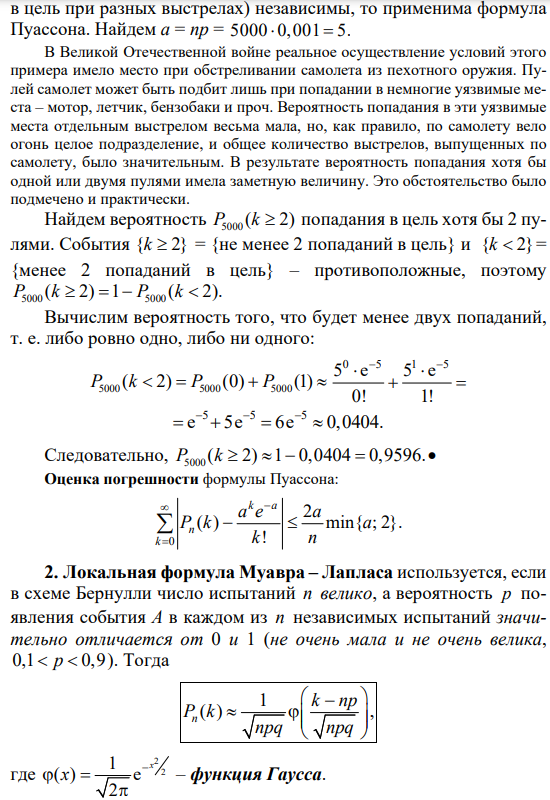 в цель при разных выстрелах) независимы, то применима формула
Пуассона. Найдем a = np = 5000 · 0,001 = 5.
В Великой Отечественной войне реальное осуществление условий этого
примера имело место при обстреливании самолета из пехотного оружия. Пу-
лей самолет может быть подбит лишь при попадании в немногие уязвимые ме-
ста – мотор, летчик, бензобаки и проч. Вероятность попадания в эти уязвимые
места отдельным выстрелом весьма мала, но, как правило, по самолету вело
огонь целое подразделение, и общее количество выстрелов, выпущенных по
самолету, было значительным. В результате вероятность попадания хотя бы
одной или двумя пулями имела заметную величину. Это обстоятельство было
подмечено и практически.
Найдем вероятность P₅₀₀₀(k ≥ 2) попадания в цель хотя бы 2 пу-
лями. События {k ≥ 2} = {не менее 2 попаданий в цель} и {k < 2} =
{менее 2 попаданий в цель} – противоположные, поэтому
P₅₀₀₀(k ≥ 2) = 1 − P₅₀₀₀(k < 2).
Вычислим вероятность того, что будет менее двух попаданий,
т. е. либо ровно одно, либо ни одного:
P₅₀₀₀(k < 2) = P₅₀₀₀(0) + P₅₀₀₀(1) ≈ 5⁰ · e⁻⁵ / 0! + 5¹ · e⁻⁵ / 1! =
= e⁻⁵ + 5e⁻⁵ = 6e⁻⁵ ≈ 0,0404.
Следовательно, P₅₀₀₀(k ≥ 2) ≈ 1 − 0,0404 = 0,9596. •
Оценка погрешности формулы Пуассона:
∑_{k=0}^{∞} |Pₙ(k) − aᵏe⁻ᵃ / k!| ≤ 2a / n min{a; 2}.
2. Локальная формула Муавра – Лапласа используется, если
в схеме Бернулли число испытаний n велико, а вероятность p по-
явления события A в каждом из n независимых испытаний значи-
тельно отличается от 0 и 1 (не очень мала и не очень велика,
0,1 < p < 0,9). Тогда
Pₙ(k) ≈ 1 / √(npq) φ((k − np) / √(npq)),
где φ(x) = 1 / √(2π) e^(−x²/2) – функция Гаусса.